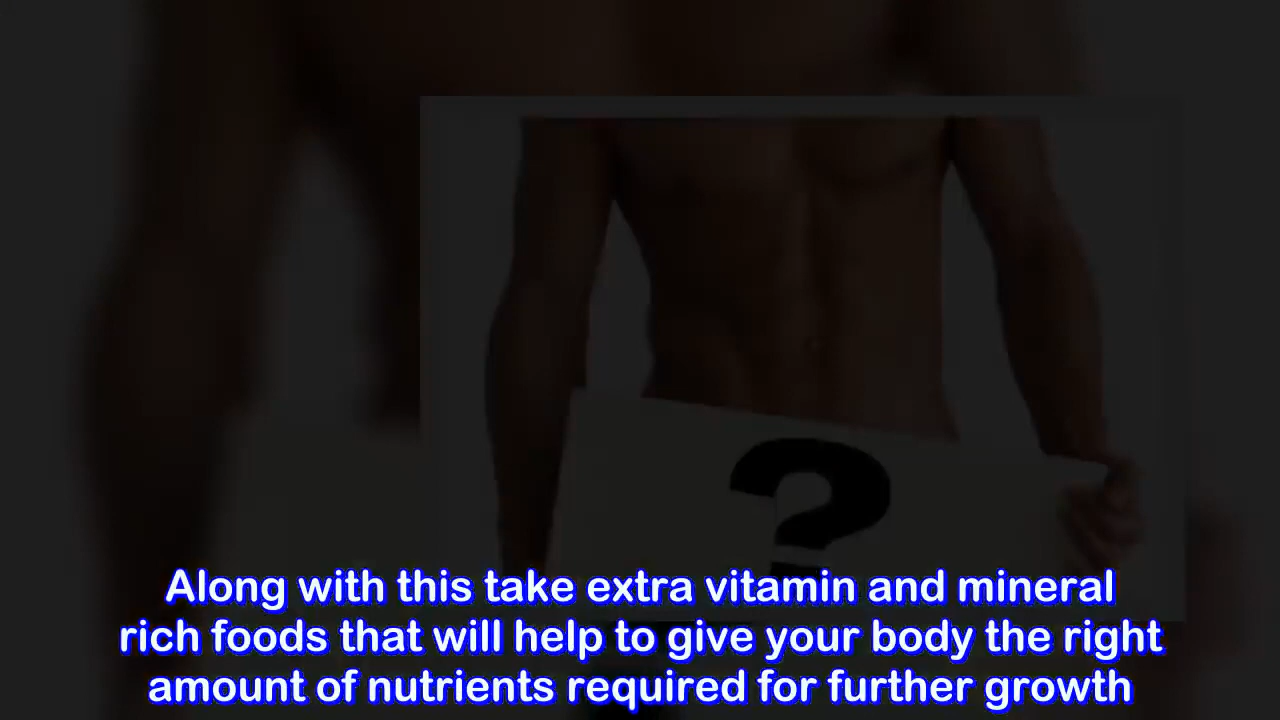 ?
Along with this take extra vitamin and mineral
rich foods that will help to give your body the right
amount of nutrients required for further growth